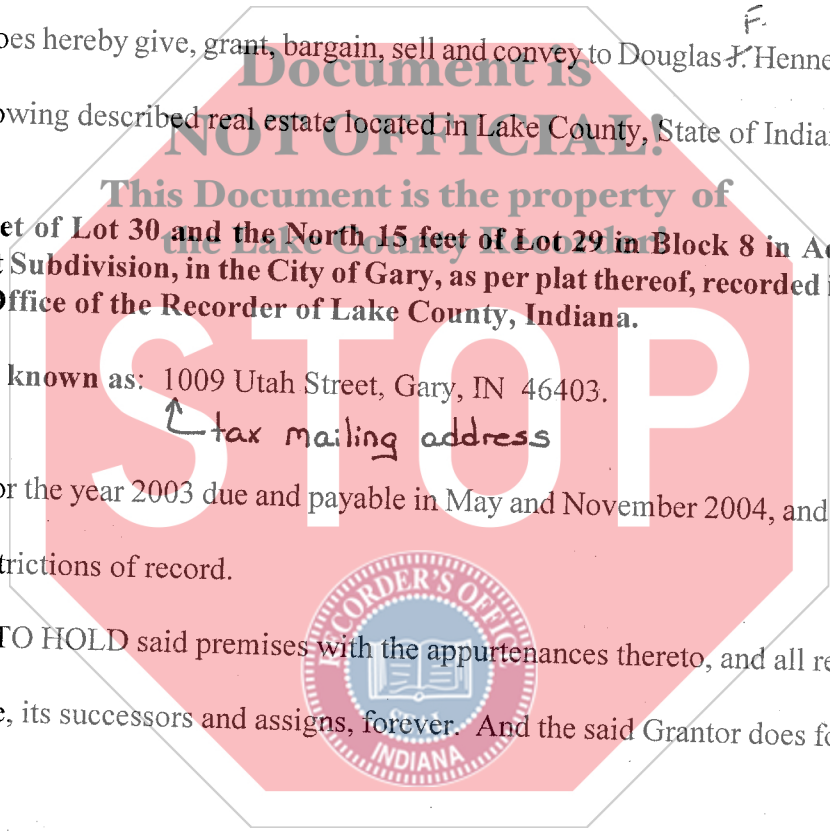 F.
oes hereby give, grant, bargain, sell and convey to Douglas J. Henne
Document is
owing described real estate located in Lake County, State of India
NOT OFFICIAL!
This Document is the property of
the Lake County Recorder!
et of Lot 30 and the North 15 feet of Lot 29 in Block 8 in A
t Subdivision, in the City of Gary, as per plat thereof, recorded i
Office of the Recorder of Lake County, Indiana.
STOP
known as: 1009 Utah Street, Gary, IN 46403.
tax mailing address
or the year 2003 due and payable in May and November 2004, and
trictions of record.
TO HOLD said premises with the appurtenances thereto, and all re
e, its successors and assigns, forever. And the said Grantor does fo
RECORDER'S OFFIC
SEAL
INDIANA